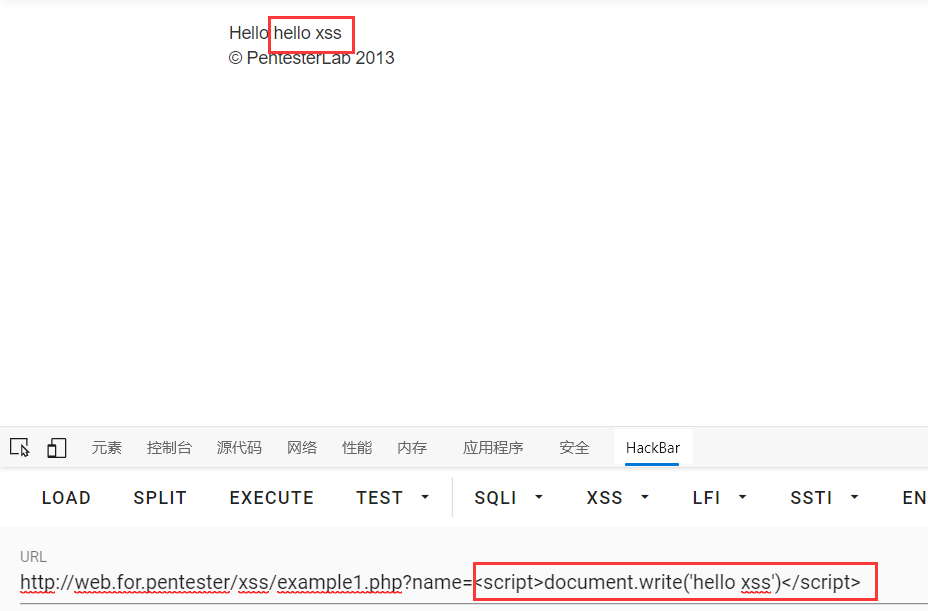 Hello hello xss
© PentesterLab 2013
元素 控制台 源代码 网络 性能 内存 应用程序 安全 HackBar
LOAD SPLIT EXECUTE TEST SQLI XSS LFI SSTI EN
URL
http://web.for.pentester/xss/example1.php?name=<script>document.write('hello xss')</script>